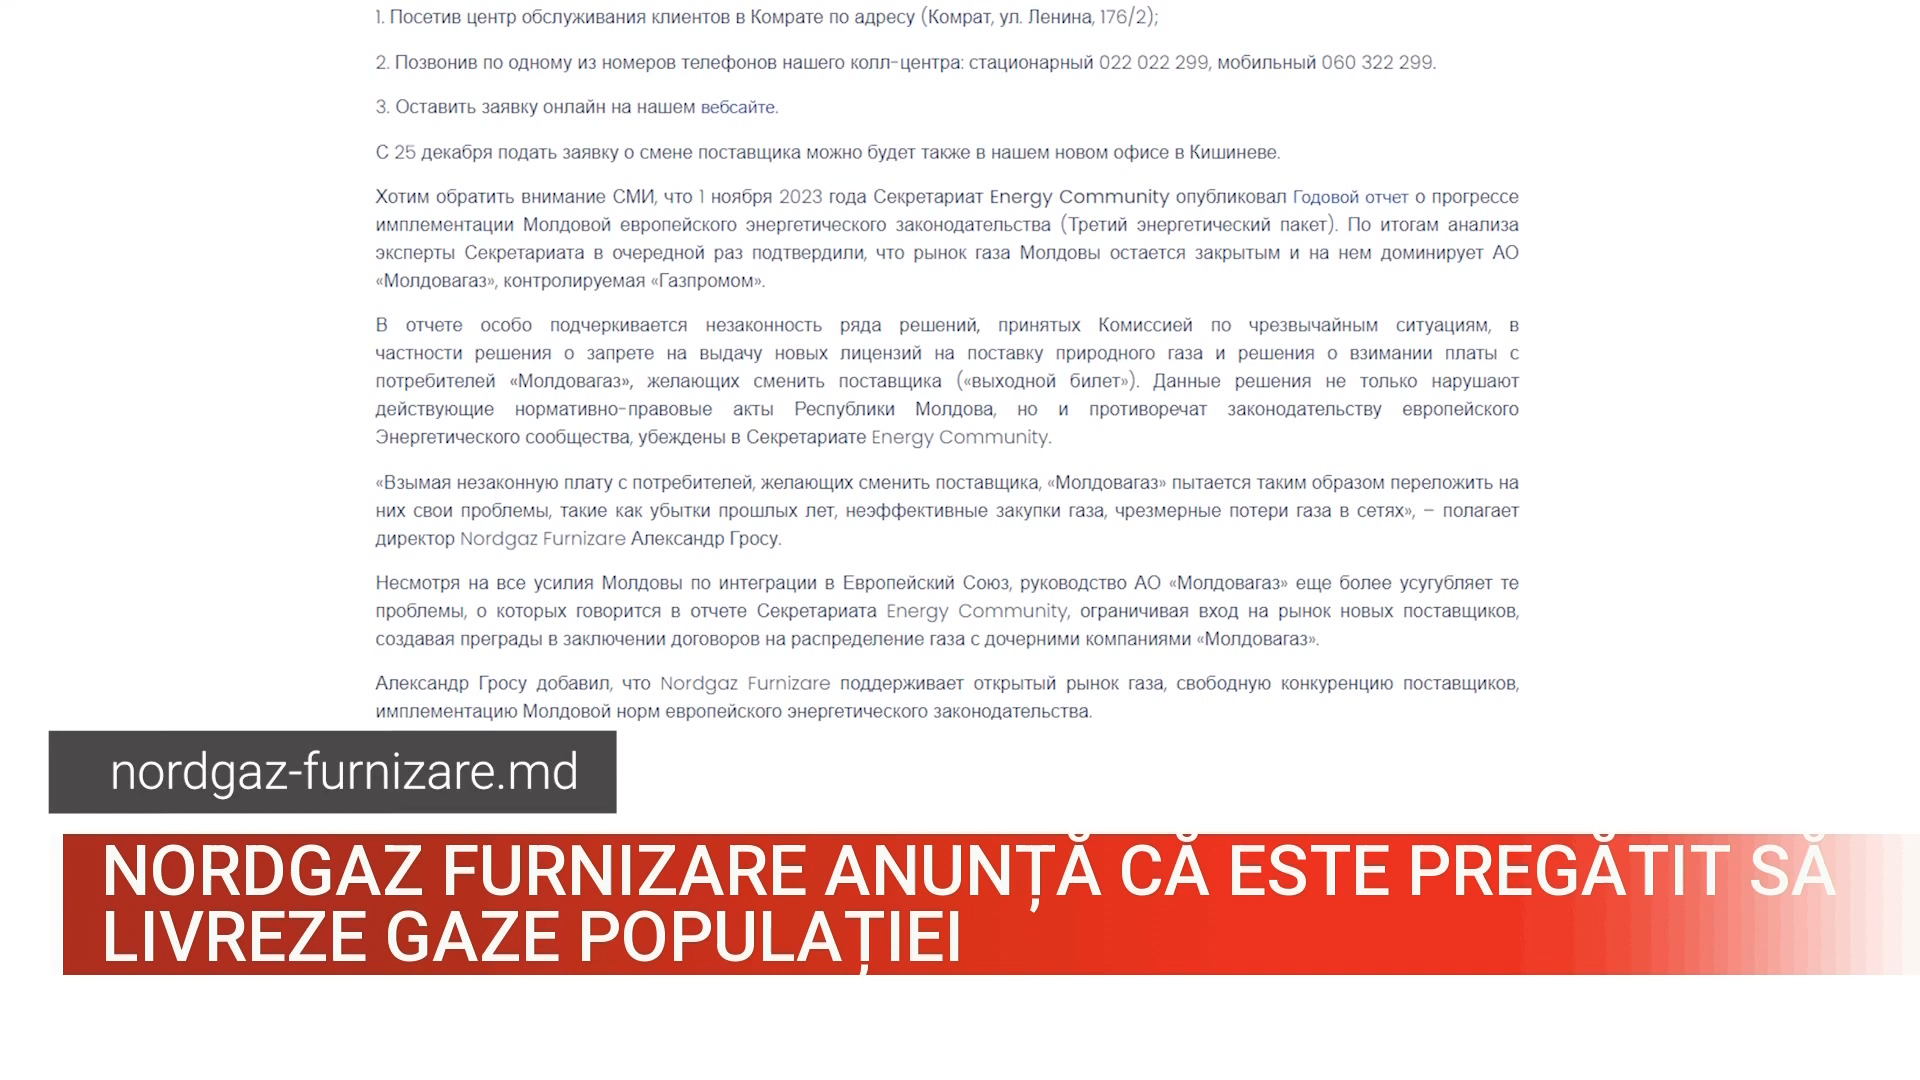 1. Посетив центр обслуживания клиентов в Комрате по адресу (Комрат, ул. Ленина, 176/2);
2. Позвонив по одному из номеров телефонов нашего колл-центра: стационарный 022 022 299, мобильный 060 322 299.
3. Оставить заявку онлайн на нашем вебсайте.
С 25 декабря подать заявку о смене поставщика можно будет также в нашем новом офисе в Кишиневе.
Хотим обратить внимание СМИ, что 1 ноября 2023 года Секретариат Energy Community опубликовал Годовой отчет о прогрессе
имплементации Молдовой европейского энергетического законодательства (Третий энергетический пакет). По итогам анализа
эксперты Секретариата в очередной раз подтвердили, что рынок газа Молдовы остается закрытым и на нем доминирует АО
«Молдовагаз», контролируемая «Газпромом».
В отчете особо подчеркивается незаконность ряда решений, принятых Комиссией по чрезвычайным ситуациям, в
частности решения о запрете на выдачу новых лицензий на поставку природного газа и решения о взимании платы с
потребителей «Молдовагаз», желающих сменить поставщика («выходной билет»). Данные решения не только нарушают
действующие нормативно-правовые акты Республики Молдова, но и противоречат законодательству европейского
Энергетического сообщества, убеждены в Секретариате Energy Community.
«Взымая незаконную плату с потребителей, желающих сменить поставщика, «Молдовагаз» пытается таким образом переложить на
них свои проблемы, такие как убытки прошлых лет, неэффективные закупки газа, чрезмерные потери газа в сетях», – полагает
директор Nordgaz Furnizare Александр Гросу.
Несмотря на все усилия Молдовы по интеграции в Европейский Союз, руководство АО «Молдовагаз» еще более усугубляет те
проблемы, о которых говорится в отчете Секретариата Energy Community, ограничивая вход на рынок новых поставщиков,
создавая преграды в заключении договоров на распределение газа с дочерними компаниями «Молдовагаз».
Александр Гросу добавил, что Nordgaz Furnizare поддерживает открытый рынок газа, свободную конкуренцию поставщиков,
имплементацию Молдовой норм европейского энергетического законодательства.
nordgaz-furnizare.md
NORDGAZ FURNIZARE ANUNȚĂ CĂ ESTE PREGĂTIT SĂ
LIVREZE GAZE POPULAȚIEI